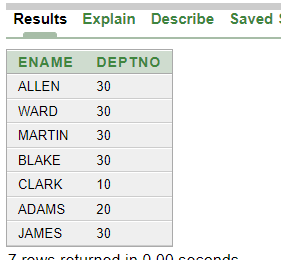 Results Explain Describe Saved
ENAME DEPTNO
ALLEN 30
WARD 30
MARTIN 30
BLAKE 30
CLARK 10
ADAMS 20
JAMES 30
7 rows returned in 0.00 seconds